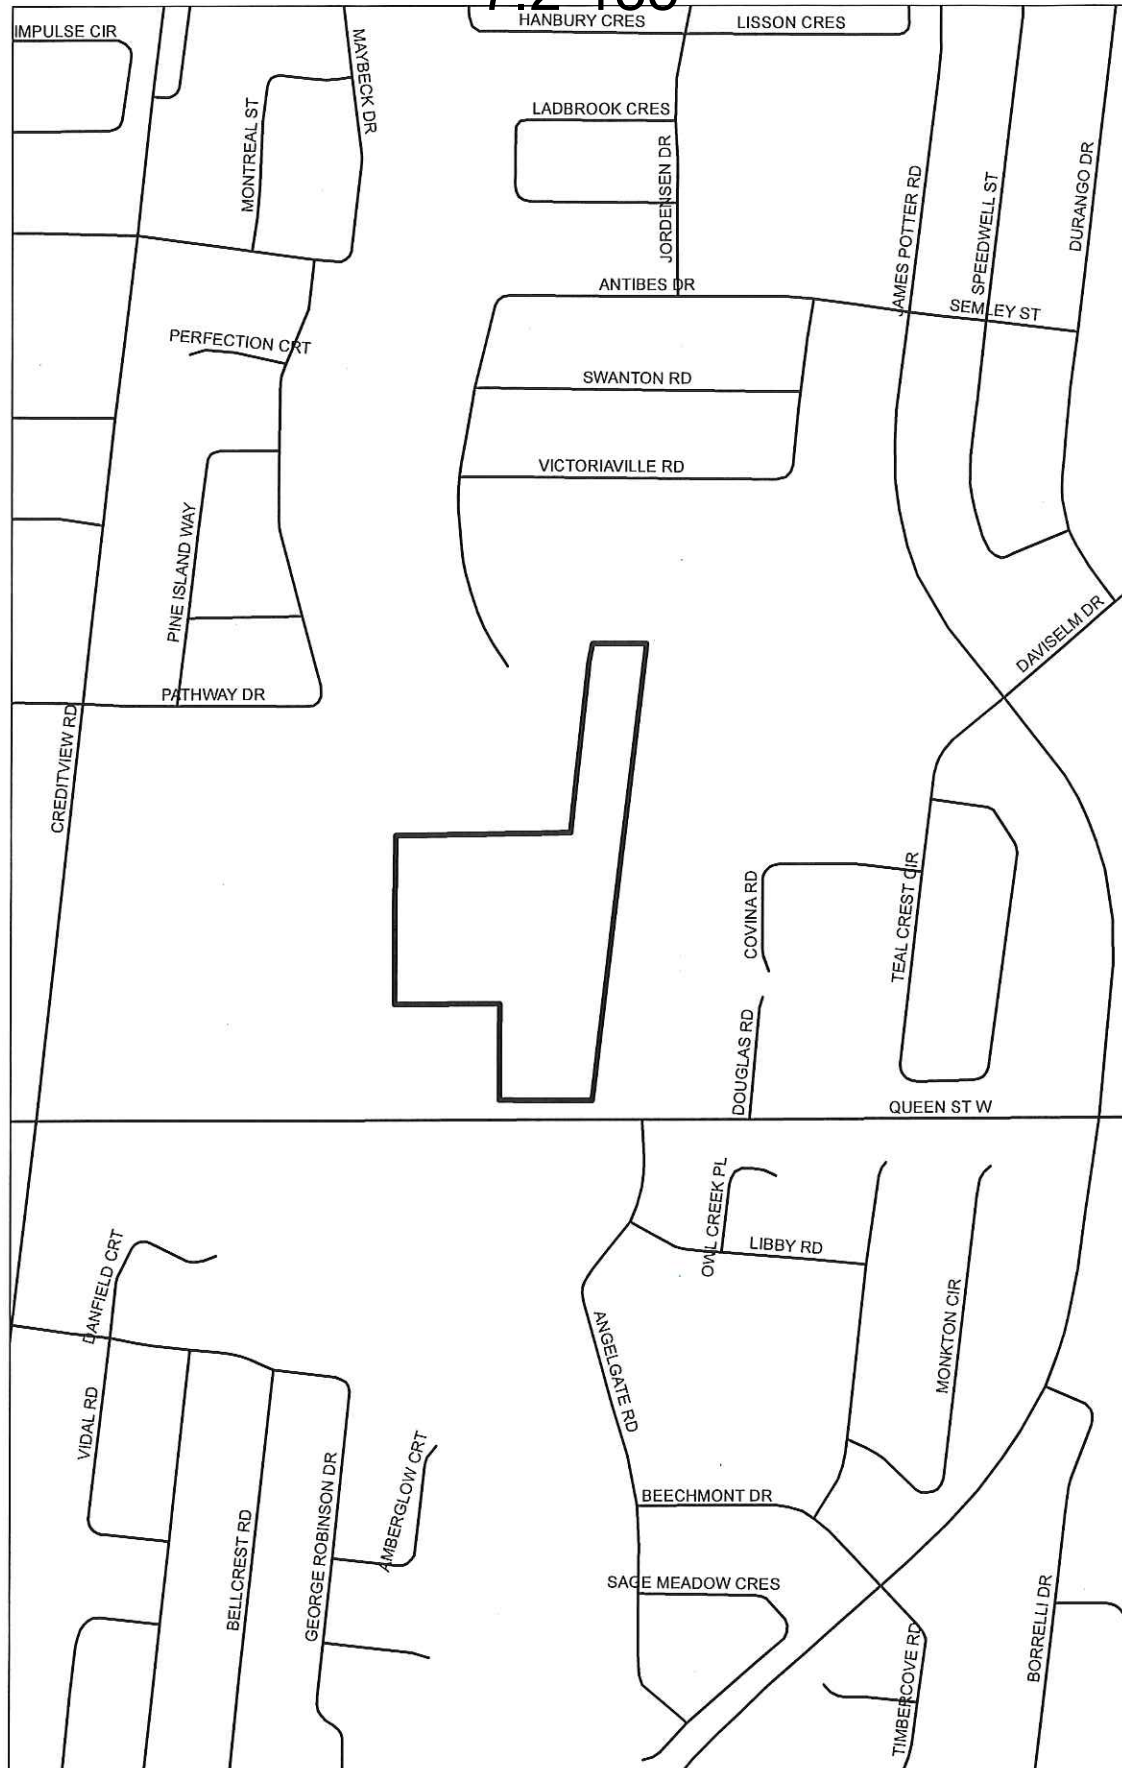 HANBURY CRES
LISSON CRES
IMPULSE CIR
MAYBECK DR
MONTREAL ST
LADBROOK CRES
JORDENSEN DR
JAMES POTTER RD
SPEEDWELL ST
DURANGO DR
ANTIBES DR
SEMLEY ST
PERFECTION CRT
SWANTON RD
VICTORIAVILLE RD
PINE ISLAND WAY
DAVISELM DR
PATHWAY DR
CREDITVIEW RD
COVINA RD
TEAL CREST CIR
DOUGLAS RD
QUEEN ST W
OWL CREEK PL
LIBBY RD
DANFIELD CRT
ANGELGATE RD
MONKTON CIR
VIDAL RD
AMBERGLOW CRT
GEORGE ROBINSON DR
BELLCREST RD
BEECHMONT DR
SAGE MEADOW CRES
BORRELLI DR
TIMBERCOVE RD